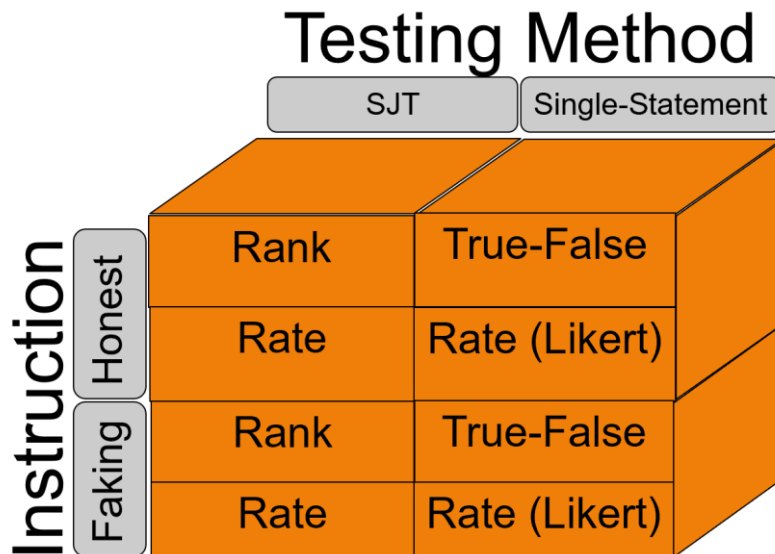 Testing Method
SJT
Single-Statement
Instruction
Honest
Rank
True-False
Rate
Rate (Likert)
Faking
Rank
True-False
Rate
Rate (Likert)